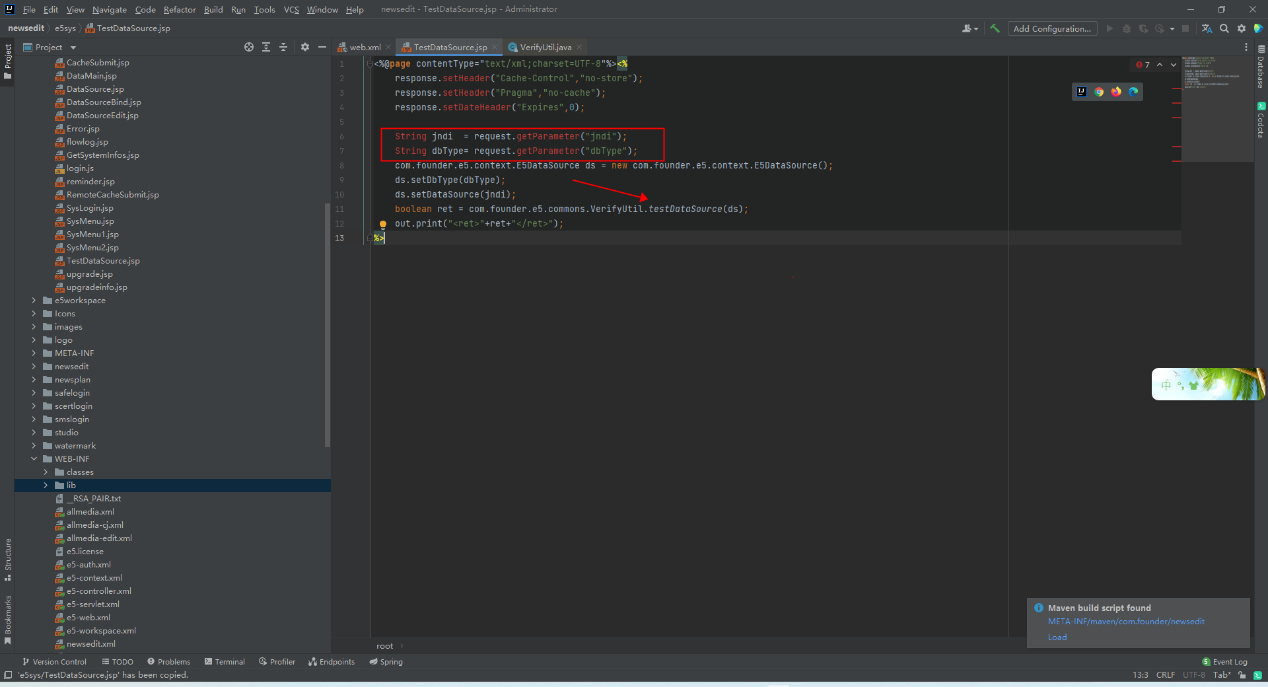 File Edit View Navigate Code Refactor Build Run Tools VCS Window Help newsedit - TestDataSource.jsp - Administrator
newsedit e5sys TestDataSource.jsp Add Configuration...
Project web.xml TestDataSource.jsp VerifyUtil.java
Project
Structure
Bookmarks
Database
Codota
CacheSubmit.jsp
DataMain.jsp
DataSource.jsp
DataSourceBind.jsp
DataSourceEdit.jsp
Error.jsp
flowlog.jsp
GetSystemInfos.jsp
login.js
reminder.jsp
RemoteCacheSubmit.jsp
SysLogin.jsp
SysMenu.jsp
SysMenu1.jsp
SysMenu2.jsp
TestDataSource.jsp
upgrade.jsp
upgradeinfo.jsp
e5workspace
Icons
images
logo
META-INF
newsedit
newsplan
safelogin
scertlogin
smslogin
studio
watermark
WEB-INF
classes
lib
__RSA_PAIR.txt
allmedia.xml
allmedia-cj.xml
allmedia-edit.xml
e5.license
e5-auth.xml
e5-context.xml
e5-controller.xml
e5-servlet.xml
e5-web.xml
e5-workspace.xml
newsedit.xml
1 <%@page contentType="text/xml;charset=UTF-8"%><%
2 response.setHeader("Cache-Control","no-store");
3 response.setHeader("Pragma","no-cache");
4 response.setDateHeader("Expires",0);
5
6 String jndi  = request.getParameter("jndi");
7 String dbType= request.getParameter("dbType");
8 com.founder.e5.context.E5DataSource ds = new com.founder.e5.context.E5DataSource();
9 ds.setDbType(dbType);
10 ds.setDataSource(jndi);
11 boolean ret = com.founder.e5.commons.VerifyUtil.testDataSource(ds);
12 out.print("<ret>"+ret+"</ret>");
13 %>
7
中
Maven build script found
META-INF/maven/com.founder/newsedit
Load
root
Version Control TODO Problems Terminal Profiler Endpoints Spring 5 Event Log
'e5sys/TestDataSource.jsp' has been copied. 13:3 CRLF UTF-8 Tab*